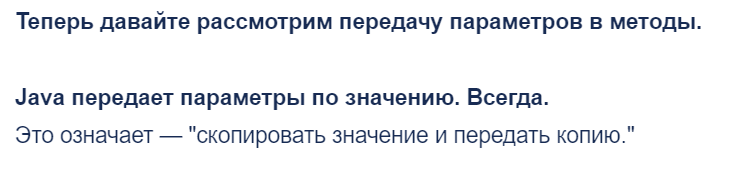 Теперь давайте рассмотрим передачу параметров в методы.
Java передает параметры по значению. Всегда.
Это означает — "скопировать значение и передать копию."